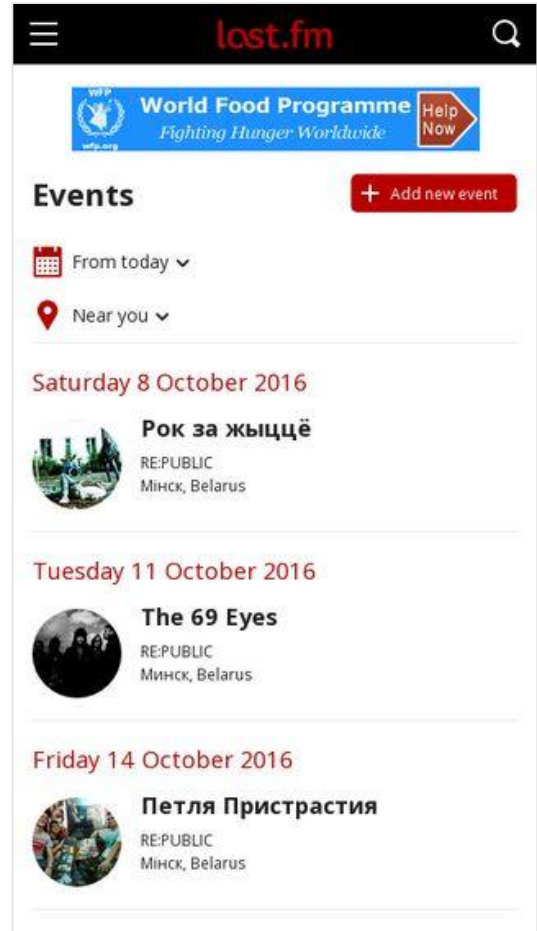 last.fm
WFP
wfp.org
World Food Programme
Fighting Hunger Worldwide
Help
Now
Events
+ Add new event
From today
Near you
Saturday 8 October 2016
Рок за жыццё
RE:PUBLIC
Мінск, Belarus
Tuesday 11 October 2016
The 69 Eyes
RE:PUBLIC
Минск, Belarus
Friday 14 October 2016
Петля Пристрастия
RE:PUBLIC
Мінск, Belarus